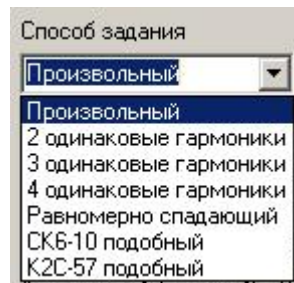 Способ задания
Произвольный
Произвольный
2 одинаковые гармоники
3 одинаковые гармоники
4 одинаковые гармоники
Равномерно спадающий
СК6-10 подобный
К2С-57 подобный